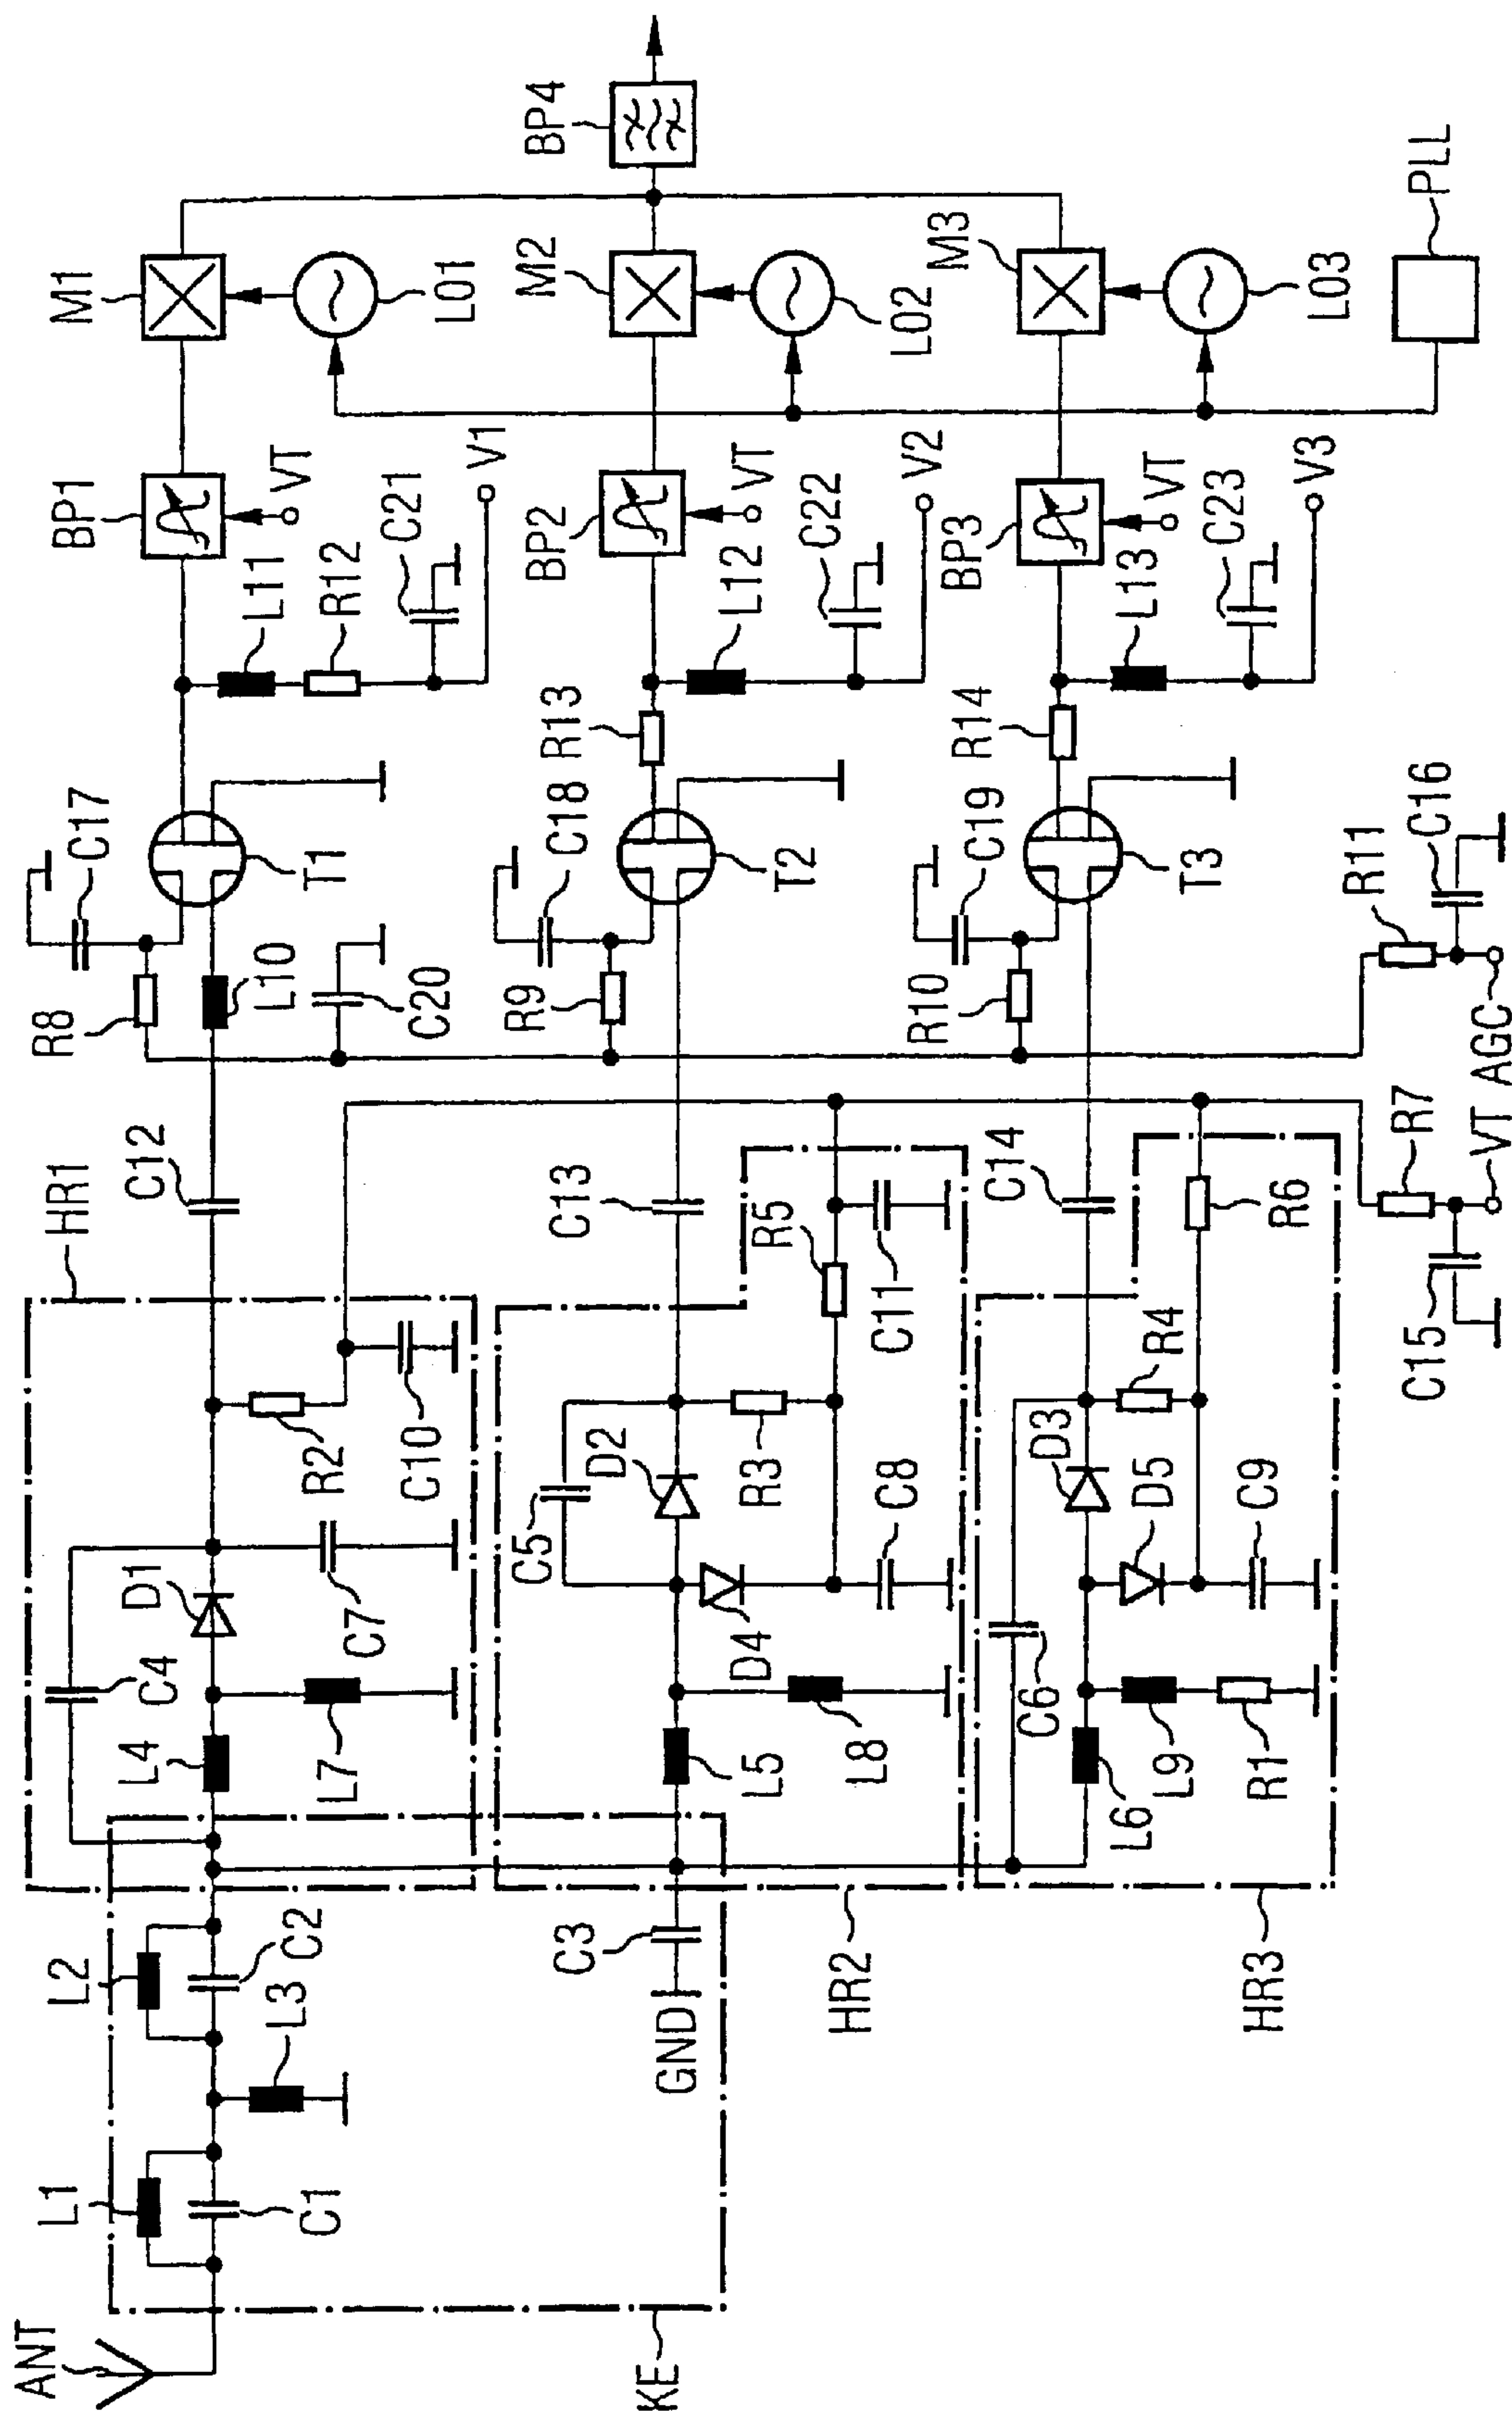 ANT
L1
C1
L2
C2
L3
KE
GND
C3
HR1
C4
L4
D1
L7
C7
R2
C10
C12
HR2
L5
L8
C5
D2
D4
R3
C8
R5
C11
C13
HR3
C6
L6
L9
R1
D3
D5
R4
C9
R6
C14
R7
C15
VT
AGC
R11
C16
R8
C17
L10
C20
T1
R9
C18
T2
R10
C19
T3
L11
R12
C21
V1
R13
L12
C22
V2
R14
L13
C23
V3
BP1
VT
BP2
VT
BP3
VT
M1
LO1
M2
LO2
M3
LO3
BP4
PLL